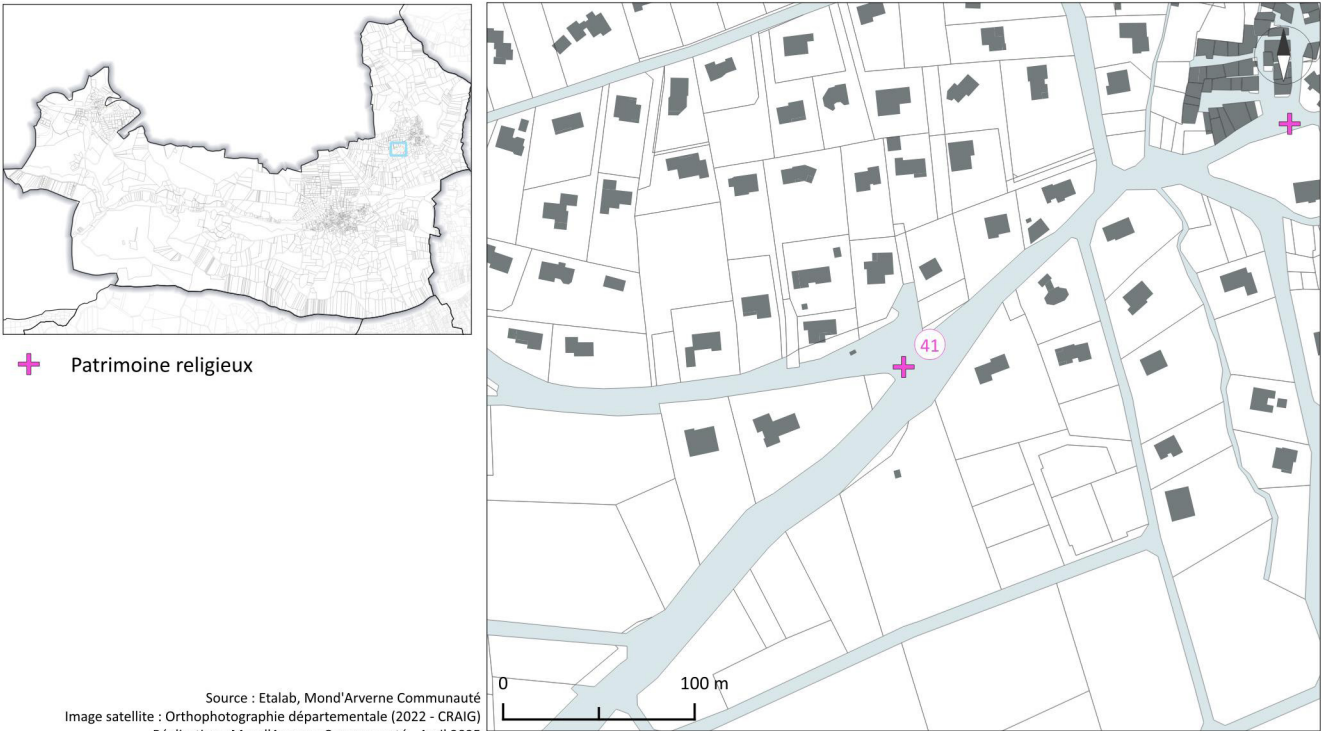 Patrimoine religieux
41
0 100 m
Source : Etalab, Mond'Arverne Communauté
Image satellite : Orthophotographie départementale (2022 - CRAIG)